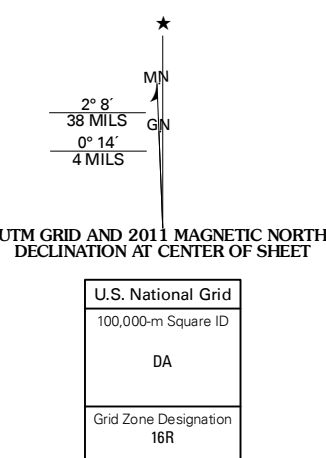 ★
MN
2° 8´
38 MILS
GN
0° 14´
4 MILS
UTM GRID AND 2011 MAGNETIC NORTH
DECLINATION AT CENTER OF SHEET
U.S. National Grid
100,000-m Square ID
DA
Grid Zone Designation
16R